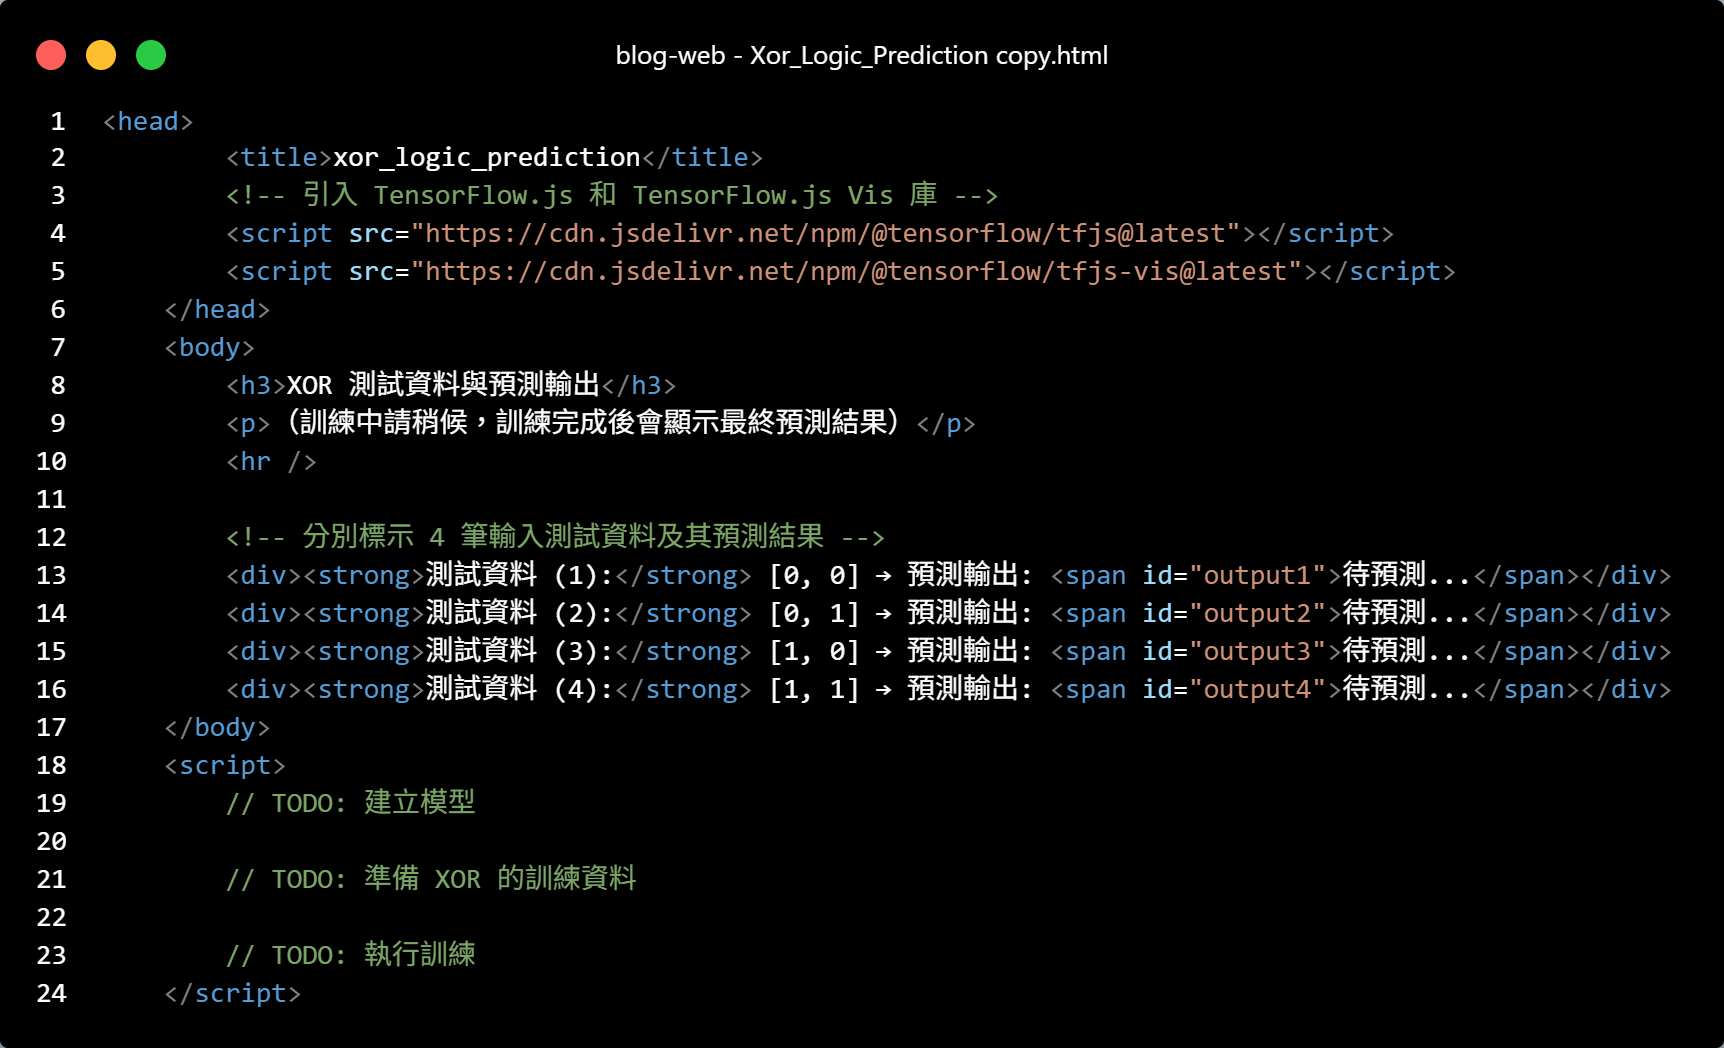 blog-web - Xor_Logic_Prediction copy.html
1 <head>
2 <title>xor_logic_prediction</title>
3 <!-- 引入 TensorFlow.js 和 TensorFlow.js Vis 庫 -->
4 <script src="https://cdn.jsdelivr.net/npm/@tensorflow/tfjs@latest"></script>
5 <script src="https://cdn.jsdelivr.net/npm/@tensorflow/tfjs-vis@latest"></script>
6 </head>
7 <body>
8 <h3>XOR 測試資料與預測輸出</h3>
9 <p>（訓練中請稍候，訓練完成後會顯示最終預測結果）</p>
10 <hr />
11
12 <!-- 分別標示 4 筆輸入測試資料及其預測結果 -->
13 <div><strong>測試資料 (1):</strong> [0, 0] → 預測輸出: <span id="output1">待預測...</span></div>
14 <div><strong>測試資料 (2):</strong> [0, 1] → 預測輸出: <span id="output2">待預測...</span></div>
15 <div><strong>測試資料 (3):</strong> [1, 0] → 預測輸出: <span id="output3">待預測...</span></div>
16 <div><strong>測試資料 (4):</strong> [1, 1] → 預測輸出: <span id="output4">待預測...</span></div>
17 </body>
18 <script>
19 // TODO: 建立模型
20
21 // TODO: 準備 XOR 的訓練資料
22
23 // TODO: 執行訓練
24 </script>